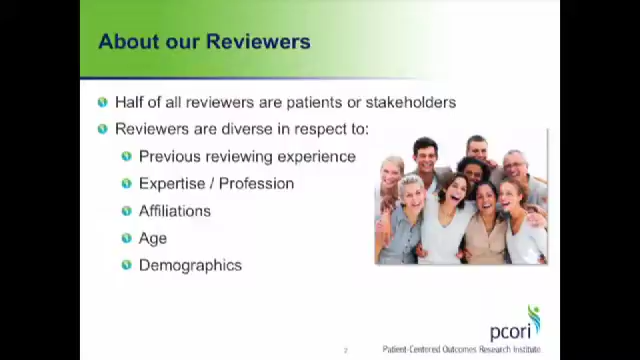 About our Reviewers
Half of all reviewers are patients or stakeholders
Reviewers are diverse in respect to:
Previous reviewing experience
Expertise / Profession
Affiliations
Age
Demographics
pcori
2
Patient-Centered Outcomes Research Institute